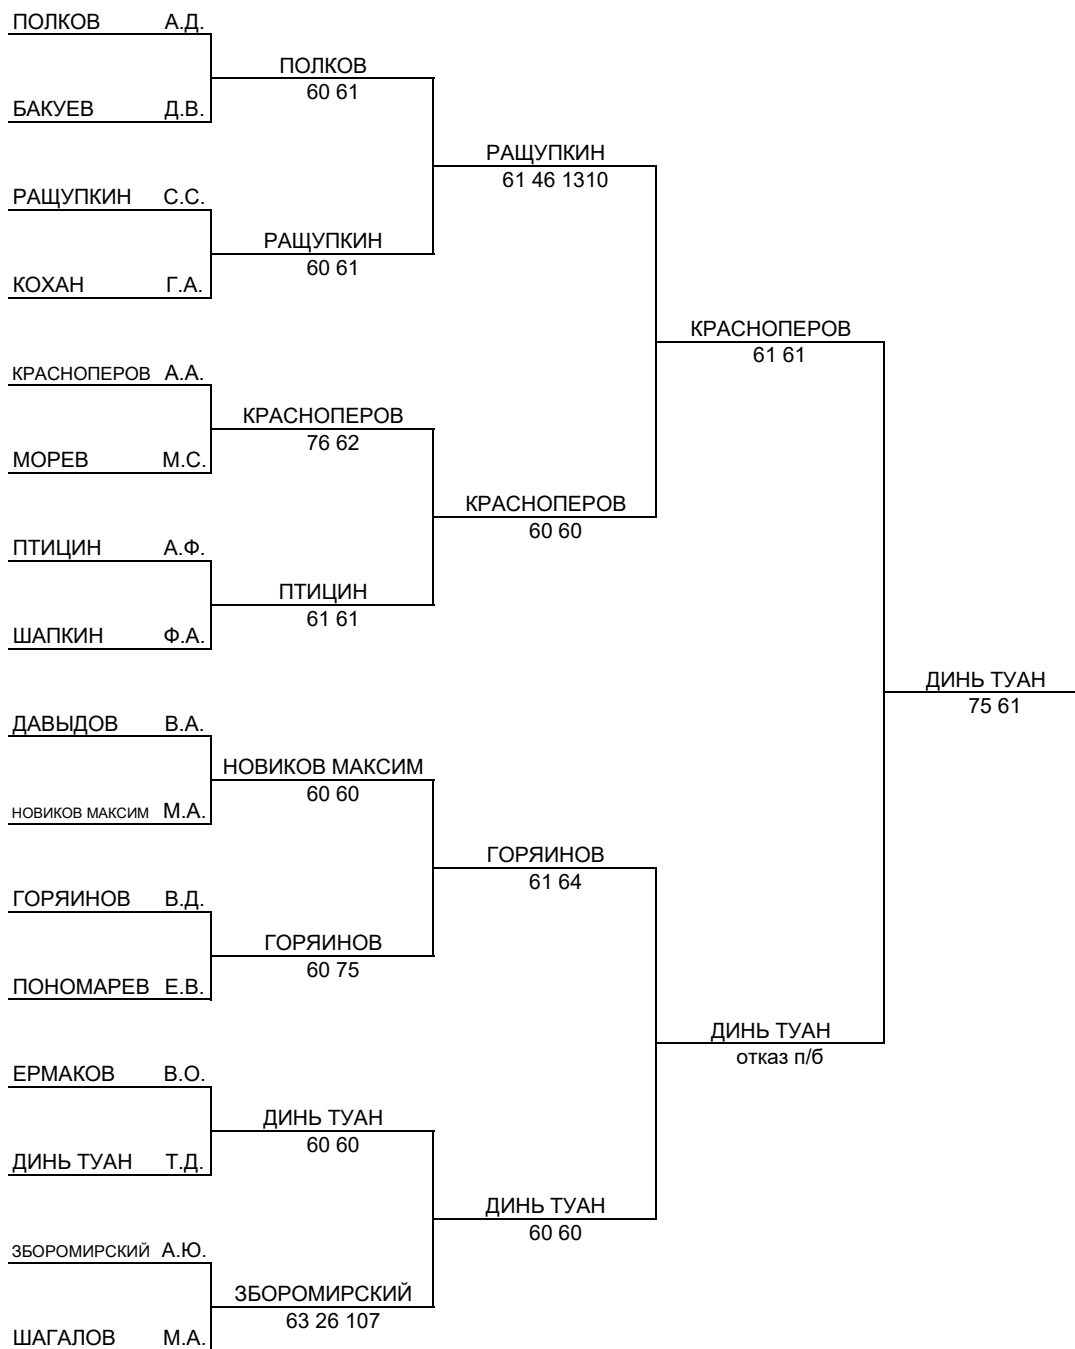 ПОЛКОВ А.Д.
ПОЛКОВ
60 61
БАКУЕВ Д.В.
РАЩУПКИН
61 46 1310
РАЩУПКИН С.С.
РАЩУПКИН
60 61
КОХАН Г.А.
КРАСНОПЕРОВ
61 61
КРАСНОПЕРОВ А.А.
КРАСНОПЕРОВ
76 62
МОРЕВ М.С.
КРАСНОПЕРОВ
60 60
ПТИЦИН А.Ф.
ПТИЦИН
61 61
ШАПКИН Ф.А.
ДИНЬ ТУАН
75 61
ДАВЫДОВ В.А.
НОВИКОВ МАКСИМ
60 60
НОВИКОВ МАКСИМ М.А.
ГОРЯИНОВ
61 64
ГОРЯИНОВ В.Д.
ГОРЯИНОВ
60 75
ПОНОМАРЕВ Е.В.
ДИНЬ ТУАН
отказ п/б
ЕРМАКОВ В.О.
ДИНЬ ТУАН
60 60
ДИНЬ ТУАН Т.Д.
ДИНЬ ТУАН
60 60
ЗБОРОМИРСКИЙ А.Ю.
ЗБОРОМИРСКИЙ
63 26 107
ШАГАЛОВ М.А.